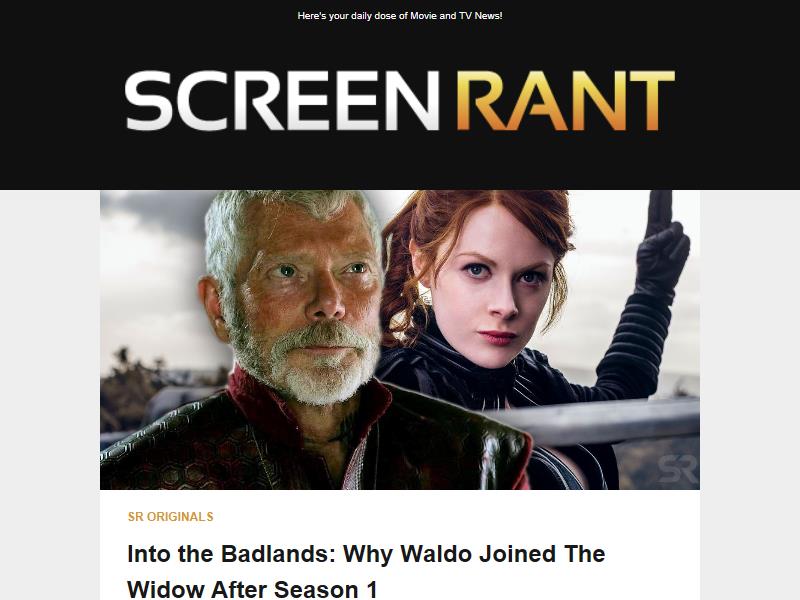 Here's your daily dose of Movie and TV News!
SCREEN RANT
SR
SR ORIGINALS
Into the Badlands: Why Waldo Joined The
Widow After Season 1